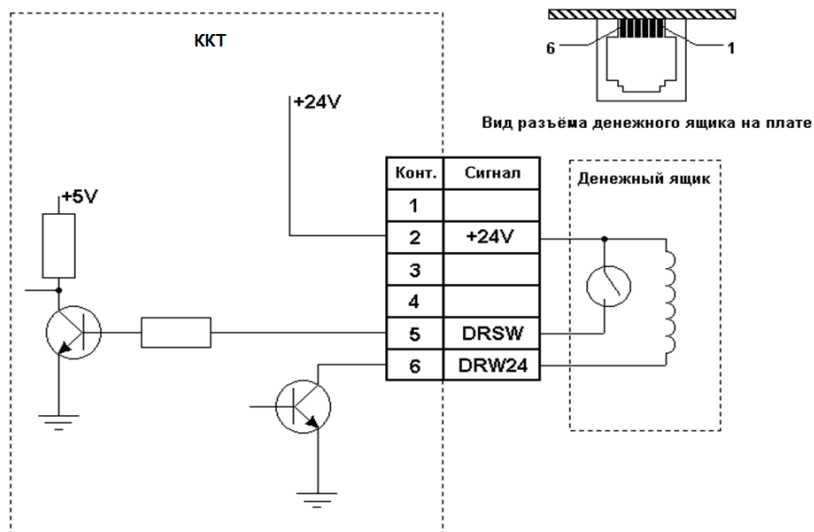 ККТ
6
1
Вид разъёма денежного ящика на плате
+24V
+5V
Конт. Сигнал
1
2 +24V
3
4
5 DRSW
6 DRW24
Денежный ящик